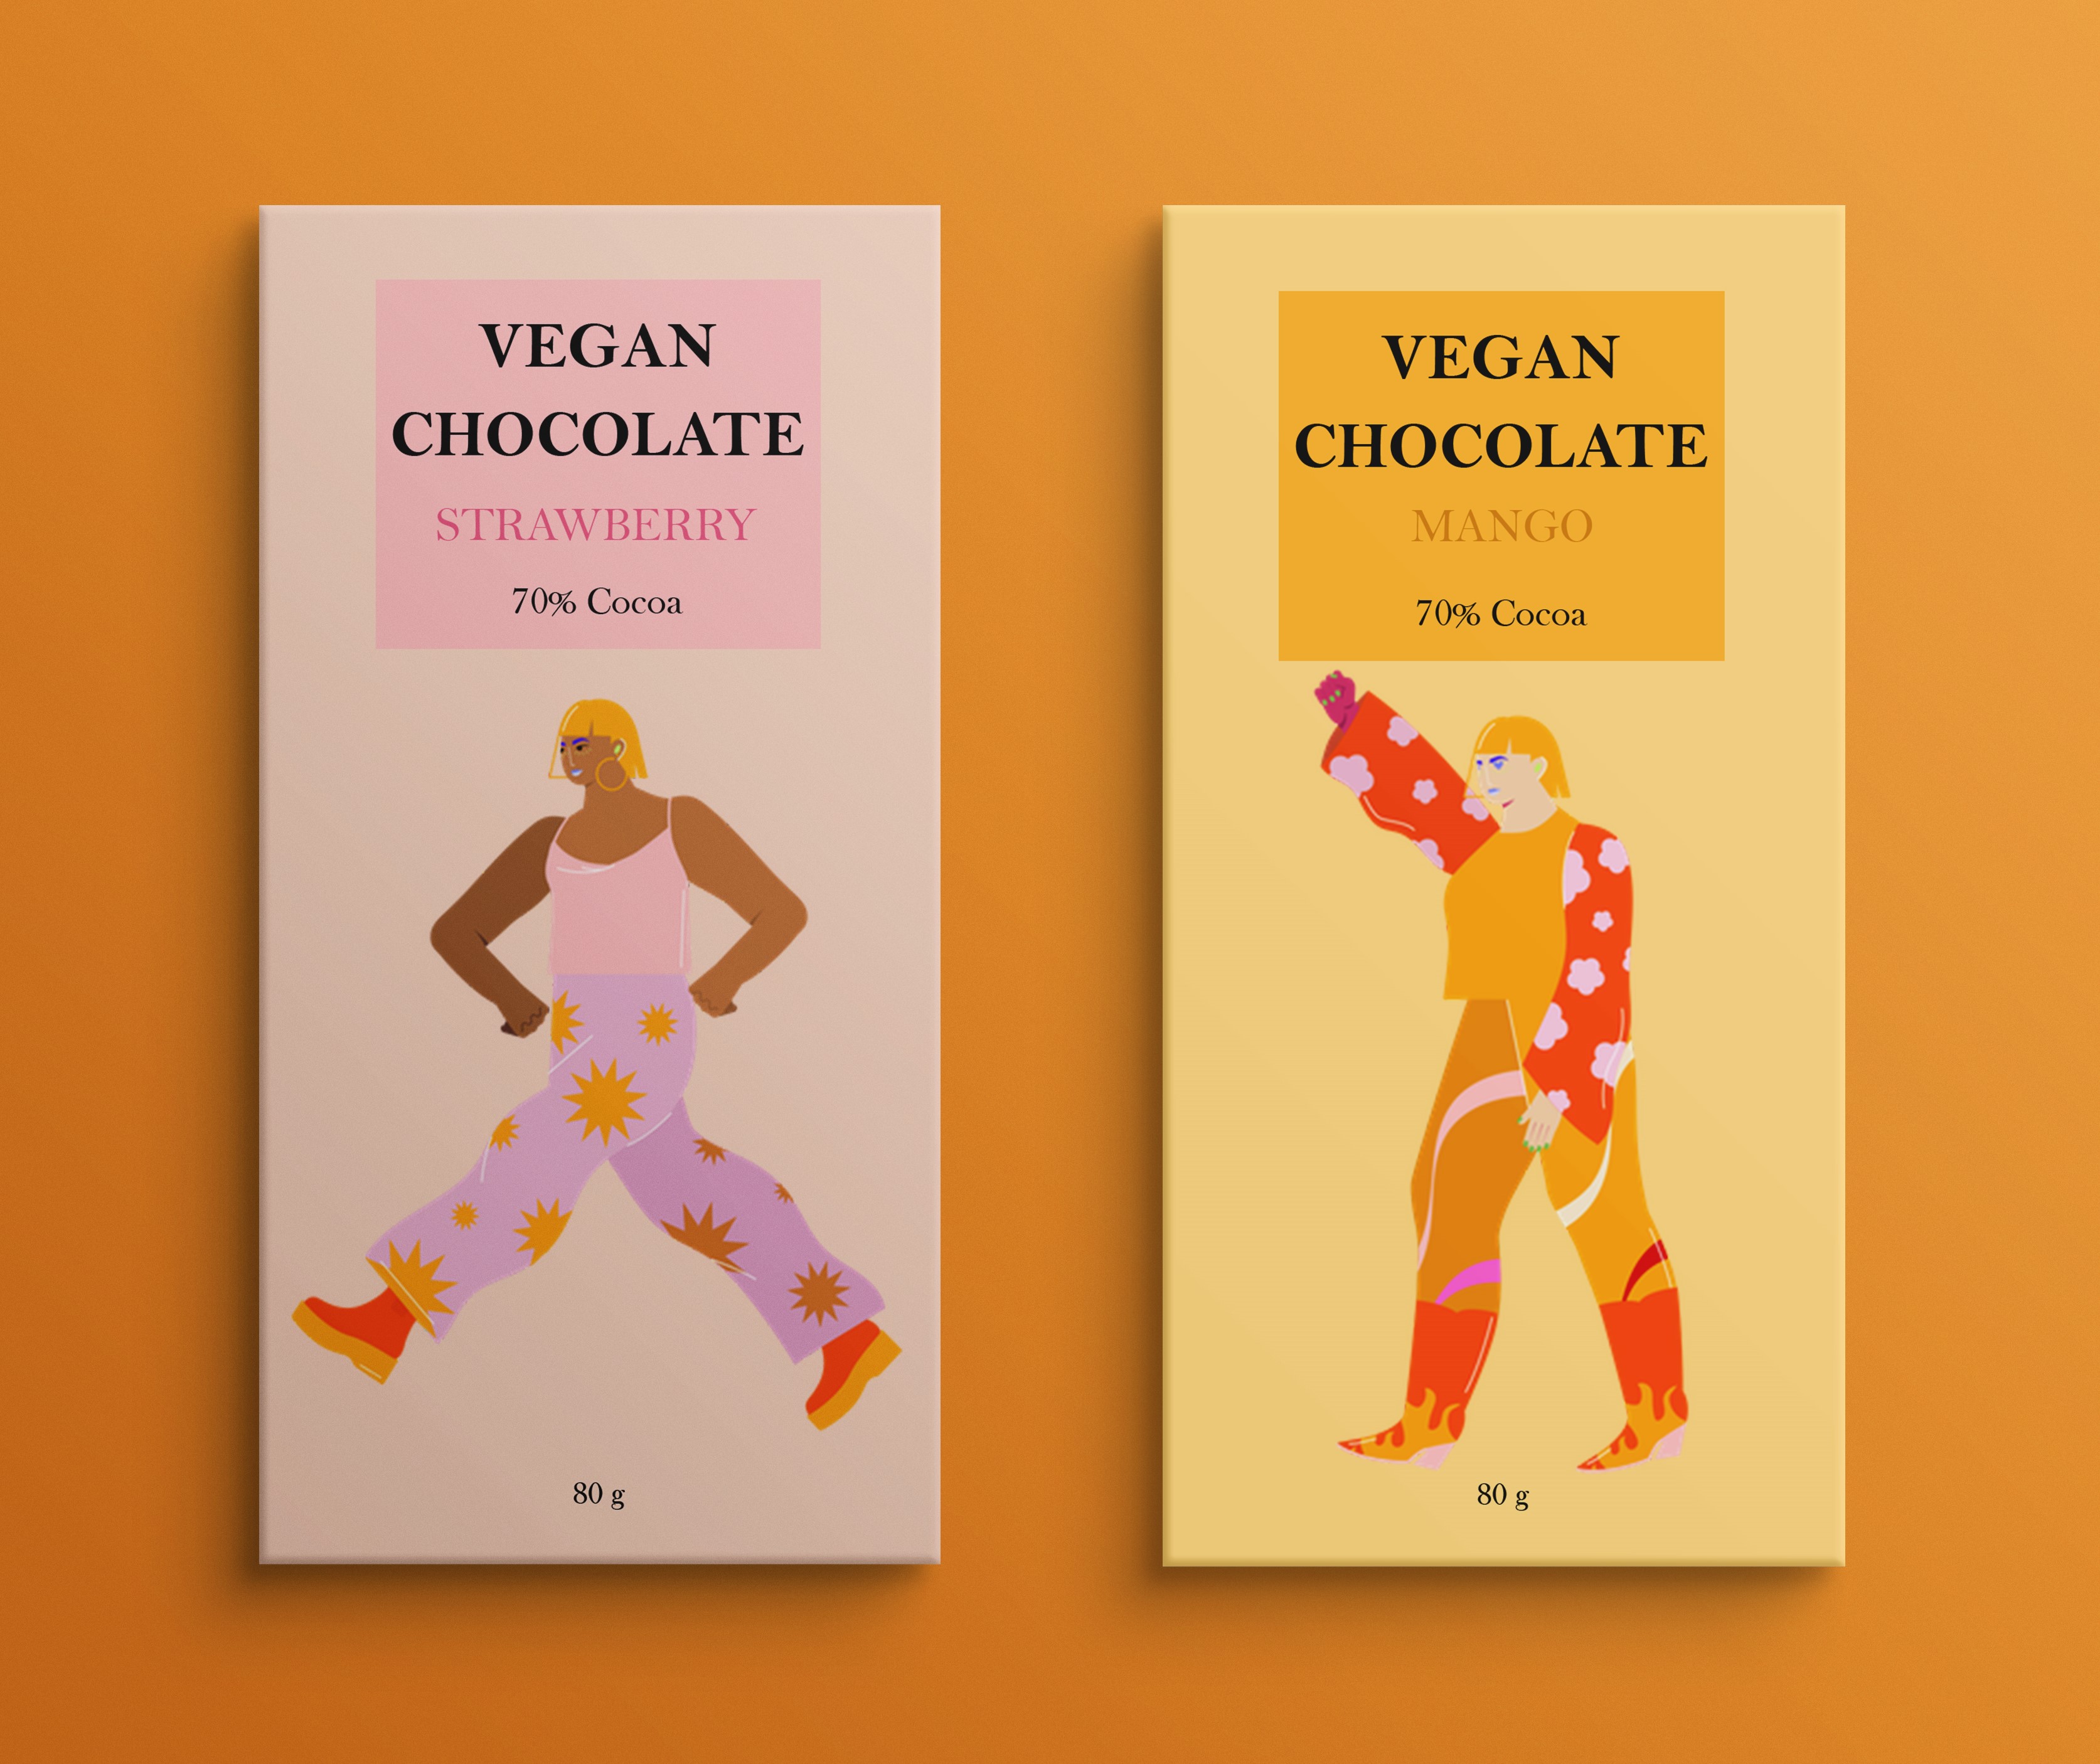 VEGAN
CHOCOLATE
STRAWBERRY
70% Cocoa
80 g
VEGAN
CHOCOLATE
MANGO
70% Cocoa
80 g